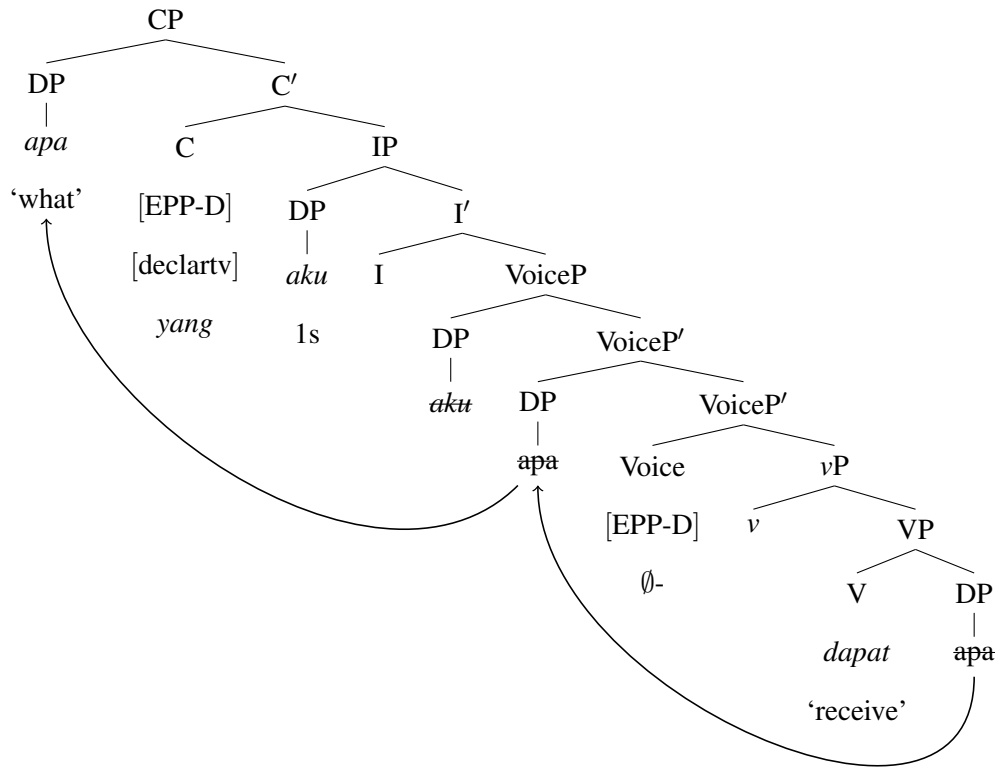 CP
DP C′
apa C IP
‘what’ [EPP-D] DP I′
[declartv] aku I VoiceP
yang 1s DP VoiceP′
aku DP VoiceP′
apa Voice vP
[EPP-D] v VP
∅- V DP
dapat apa
‘receive’